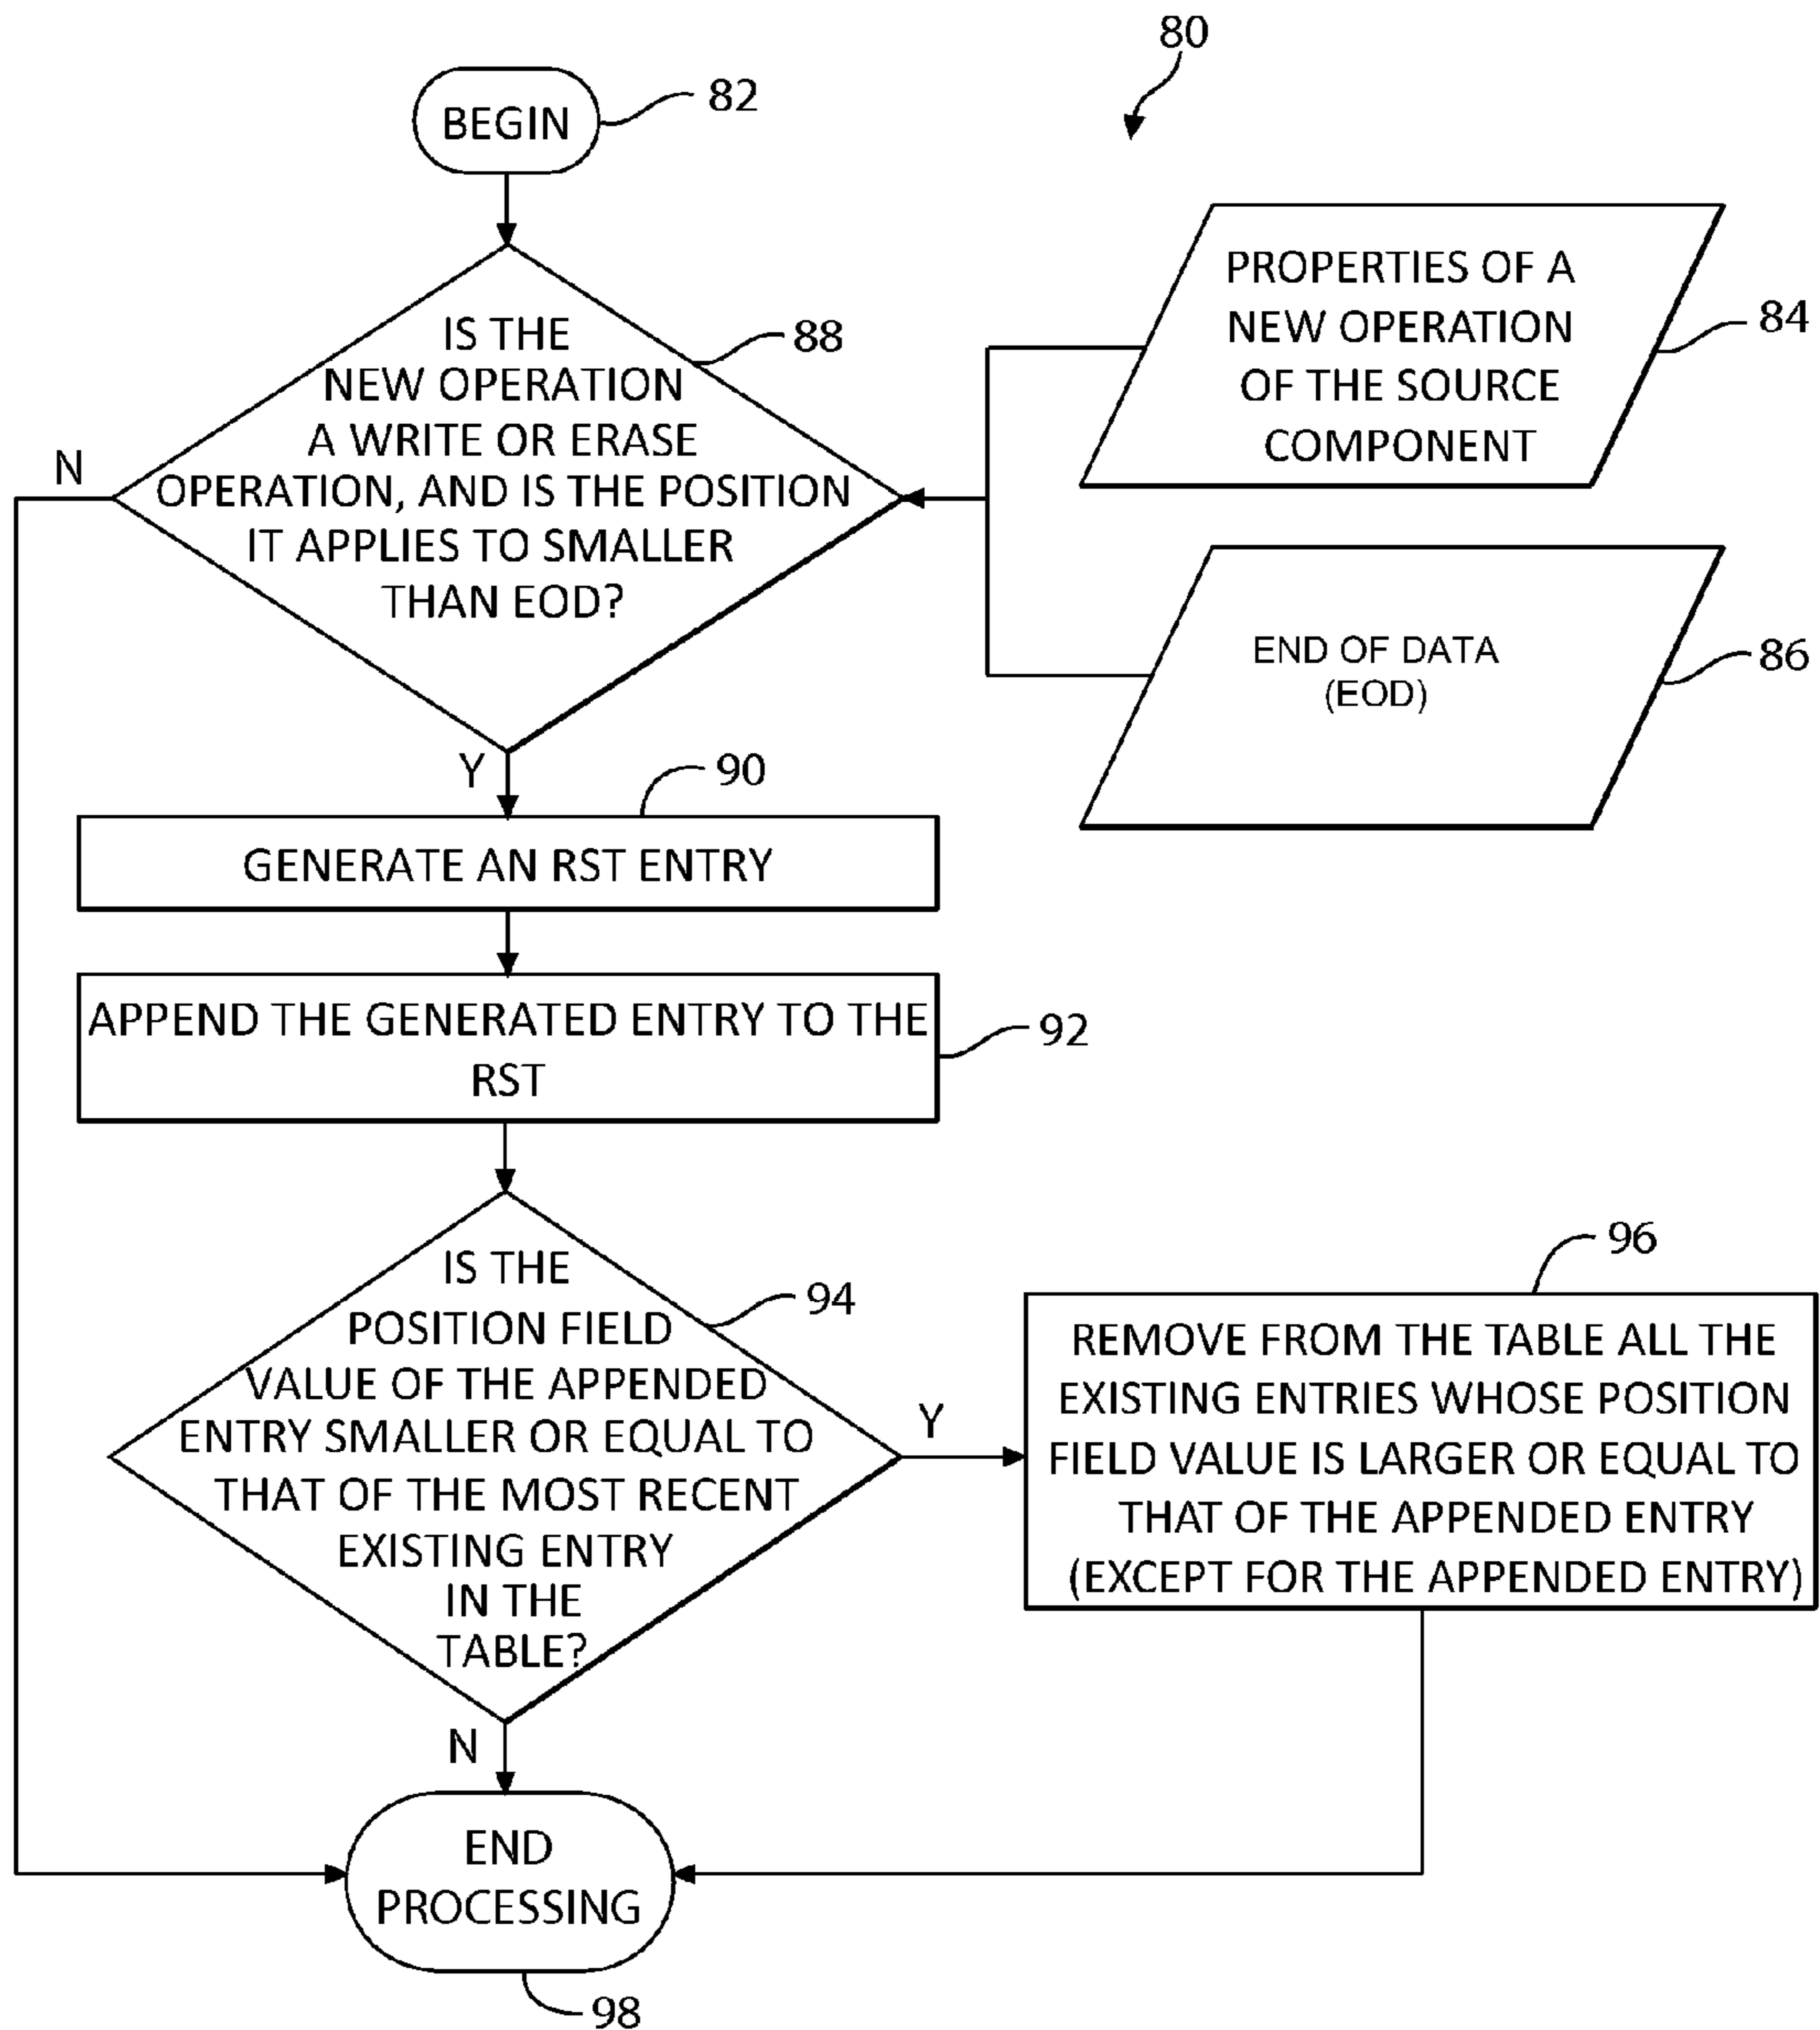 80
BEGIN
82
PROPERTIES OF A
NEW OPERATION
OF THE SOURCE
COMPONENT
84
IS THE
NEW OPERATION
A WRITE OR ERASE
OPERATION, AND IS THE POSITION
IT APPLIES TO SMALLER
THAN EOD?
88
N
END OF DATA
(EOD)
86
Y
90
GENERATE AN RST ENTRY
APPEND THE GENERATED ENTRY TO THE
RST
92
IS THE
POSITION FIELD
VALUE OF THE APPENDED
ENTRY SMALLER OR EQUAL TO
THAT OF THE MOST RECENT
EXISTING ENTRY
IN THE
TABLE?
94
Y
96
REMOVE FROM THE TABLE ALL THE
EXISTING ENTRIES WHOSE POSITION
FIELD VALUE IS LARGER OR EQUAL TO
THAT OF THE APPENDED ENTRY
(EXCEPT FOR THE APPENDED ENTRY)
N
END
PROCESSING
98